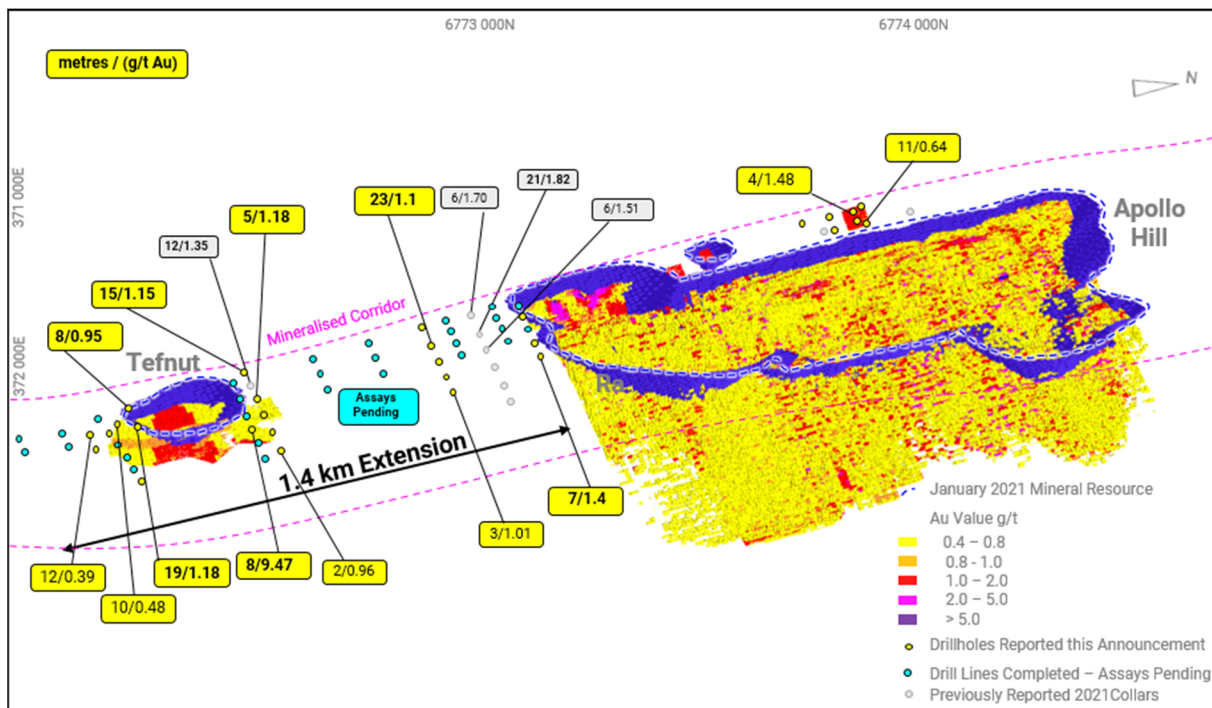 6773 000N
6774 000N
metres / (g/t Au)
N
371 000E
372 000E
11/0.64
4/1.48
21/1.82
6/1.70
23/1.1
6/1.51
5/1.18
12/1.35
15/1.15
8/0.95
Apollo
Hill
Mineralised Corridor
Tefnut
Ra
Assays
Pending
1.4 km Extension
7/1.4
3/1.01
2/0.96
8/9.47
19/1.18
12/0.39
10/0.48
January 2021 Mineral Resource
Au Value g/t
0.4 – 0.8
0.8 - 1.0
1.0 – 2.0
2.0 – 5.0
> 5.0
Drillholes Reported this Announcement
Drill Lines Completed – Assays Pending
Previously Reported 2021Collars